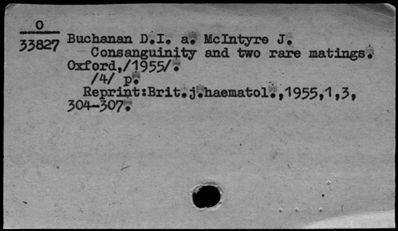 0
33827 Buchanan D.I. a. McIntyre J.
Consanguinity and two rare matings.
Oxford,/1955/.
/4/ p.
Reprint:Brit.j.haematol.,1955,1,3,
304-307.